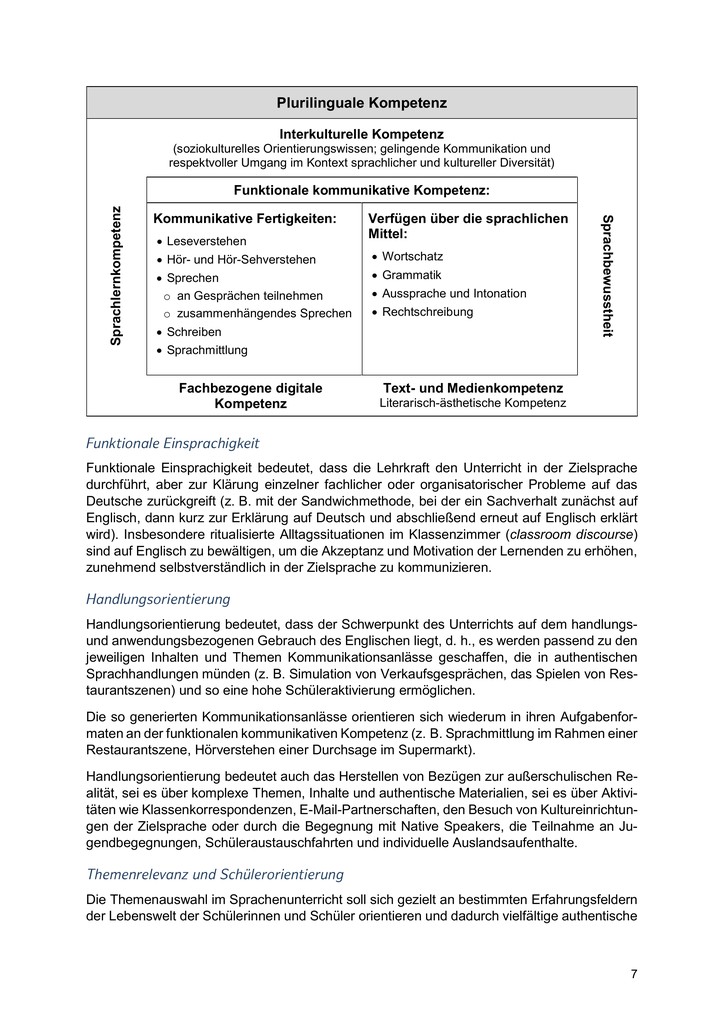 Plurilinguale Kompetenz
Interkulturelle Kompetenz
(soziokulturelles Orientierungswissen; gelingende Kommunikation und
respektvoller Umgang im Kontext sprachlicher und kultureller Diversität)
Sprachlernkompetenz
Funktionale kommunikative Kompetenz:
Kommunikative Fertigkeiten:
• Leseverstehen
• Hör- und Hör-Sehverstehen
• Sprechen
o an Gesprächen teilnehmen
o zusammenhängendes Sprechen
• Schreiben
• Sprachmittlung
Verfügen über die sprachlichen
Mittel:
• Wortschatz
• Grammatik
• Aussprache und Intonation
• Rechtschreibung
Sprachbewusstheit
Fachbezogene digitale
Kompetenz
Text- und Medienkompetenz
Literarisch-ästhetische Kompetenz
Funktionale Einsprachigkeit
Funktionale Einsprachigkeit bedeutet, dass die Lehrkraft den Unterricht in der Zielsprache
durchführt, aber zur Klärung einzelner fachlicher oder organisatorischer Probleme auf das
Deutsche zurückgreift (z. B. mit der Sandwichmethode, bei der ein Sachverhalt zunächst auf
Englisch, dann kurz zur Erklärung auf Deutsch und abschließend erneut auf Englisch erklärt
wird). Insbesondere ritualisierte Alltagssituationen im Klassenzimmer (classroom discourse)
sind auf Englisch zu bewältigen, um die Akzeptanz und Motivation der Lernenden zu erhöhen,
zunehmend selbstverständlich in der Zielsprache zu kommunizieren.
Handlungsorientierung
Handlungsorientierung bedeutet, dass der Schwerpunkt des Unterrichts auf dem handlungs-
und anwendungsbezogenen Gebrauch des Englischen liegt, d. h., es werden passend zu den
jeweiligen Inhalten und Themen Kommunikationsanlässe geschaffen, die in authentischen
Sprachhandlungen münden (z. B. Simulation von Verkaufsgesprächen, das Spielen von Res-
taurantszenen) und so eine hohe Schüleraktivierung ermöglichen.
Die so generierten Kommunikationsanlässe orientieren sich wiederum in ihren Aufgabenfor-
maten an der funktionalen kommunikativen Kompetenz (z. B. Sprachmittlung im Rahmen einer
Restaurantszene, Hörverstehen einer Durchsage im Supermarkt).
Handlungsorientierung bedeutet auch das Herstellen von Bezügen zur außerschulischen Re-
alität, sei es über komplexe Themen, Inhalte und authentische Materialien, sei es über Aktivi-
täten wie Klassenkorrespondenzen, E-Mail-Partnerschaften, den Besuch von Kultureinrichtun-
gen der Zielsprache oder durch die Begegnung mit Native Speakers, die Teilnahme an Ju-
gendbegegnungen, Schüleraustauschfahrten und individuelle Auslandsaufenthalte.
Themenrelevanz und Schülerorientierung
Die Themenauswahl im Sprachenunterricht soll sich gezielt an bestimmten Erfahrungsfeldern
der Lebenswelt der Schülerinnen und Schüler orientieren und dadurch vielfältige authentische
7